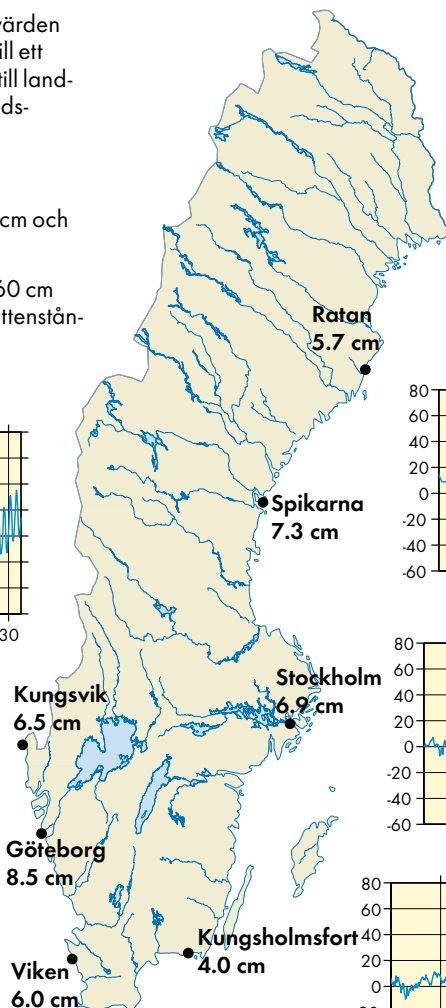 värden
ill ett
till land-
ds-
cm och
60 cm
attenstån-
Ratan
5.7 cm
80
60
40
20
0
-20
-40
-60
Spikarna
7.3 cm
30
80
60
40
20
0
-20
-40
-60
Stockholm
6.9 cm
Kungsvik
6.5 cm
Göteborg
8.5 cm
80
60
40
20
0
-20
Kungsholmsfort
4.0 cm
Viken
6.0 cm